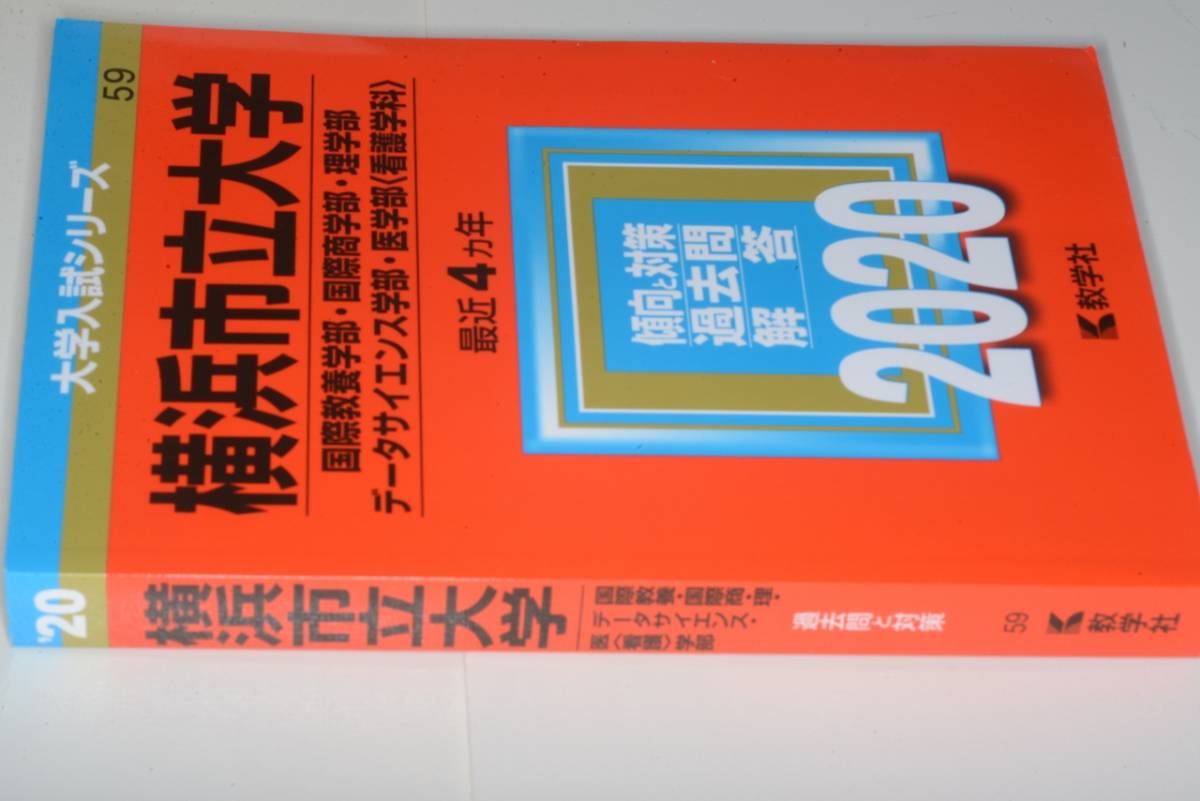 大学入試シリーズ
59
横浜市立大学
国際教養学部・国際商学部・理学部
データサイエンス学部・医学部〈看護学科〉
最近4カ年
傾向と対策
過去問
解答
2020
教学社
'20
横浜市立大学
国際教養・国際商・理・
データサイエンス・
医〈看護〉学部
過去問と対策
59
教学社